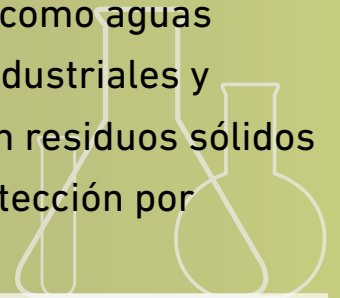 como aguas
dustriales y
n residuos sólidos
tección por